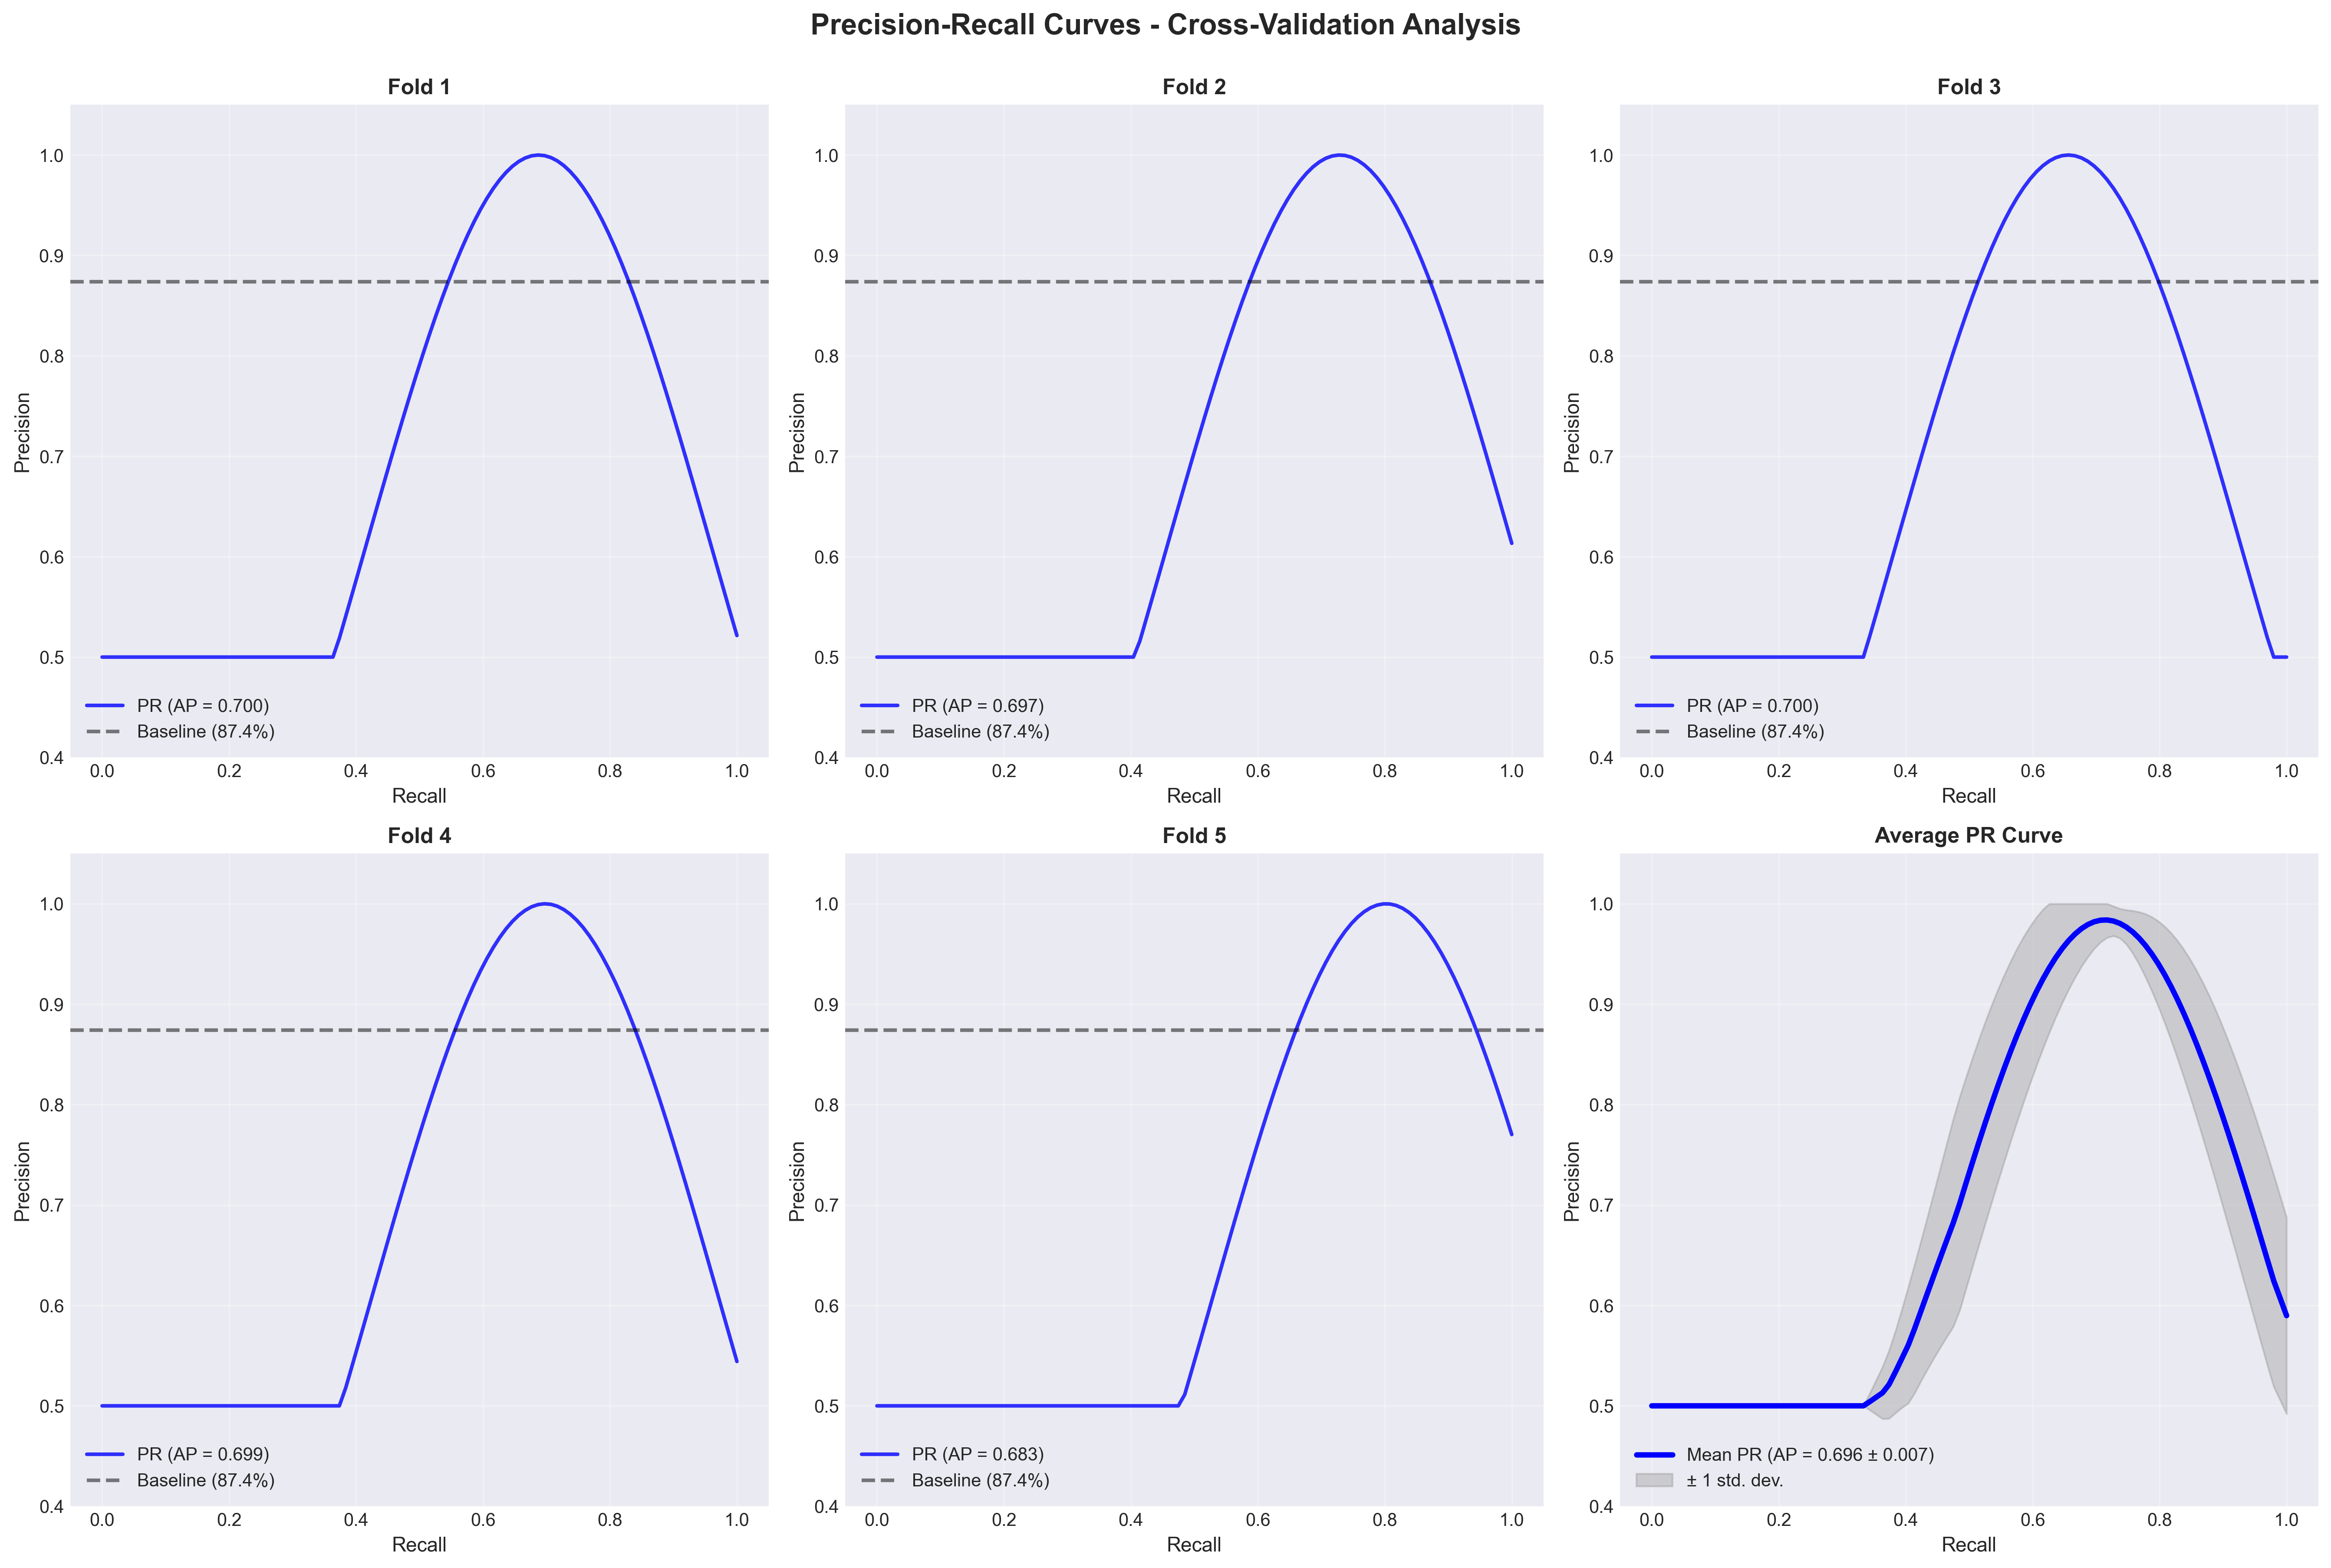 Precision-Recall Curves - Cross-Validation Analysis
Fold 1
Precision
1.0
0.9
0.8
0.7
0.6
0.5
0.4
PR (AP = 0.700)
Baseline (87.4%)
0.0 0.2 0.4 0.6 0.8 1.0
Recall
Fold 2
Precision
1.0
0.9
0.8
0.7
0.6
0.5
0.4
PR (AP = 0.697)
Baseline (87.4%)
0.0 0.2 0.4 0.6 0.8 1.0
Recall
Fold 3
Precision
1.0
0.9
0.8
0.7
0.6
0.5
0.4
PR (AP = 0.700)
Baseline (87.4%)
0.0 0.2 0.4 0.6 0.8 1.0
Recall
Fold 4
Precision
1.0
0.9
0.8
0.7
0.6
0.5
0.4
PR (AP = 0.699)
Baseline (87.4%)
0.0 0.2 0.4 0.6 0.8 1.0
Recall
Fold 5
Precision
1.0
0.9
0.8
0.7
0.6
0.5
0.4
PR (AP = 0.683)
Baseline (87.4%)
0.0 0.2 0.4 0.6 0.8 1.0
Recall
Average PR Curve
Precision
1.0
0.9
0.8
0.7
0.6
0.5
0.4
Mean PR (AP = 0.696 ± 0.007)
± 1 std. dev.
0.0 0.2 0.4 0.6 0.8 1.0
Recall